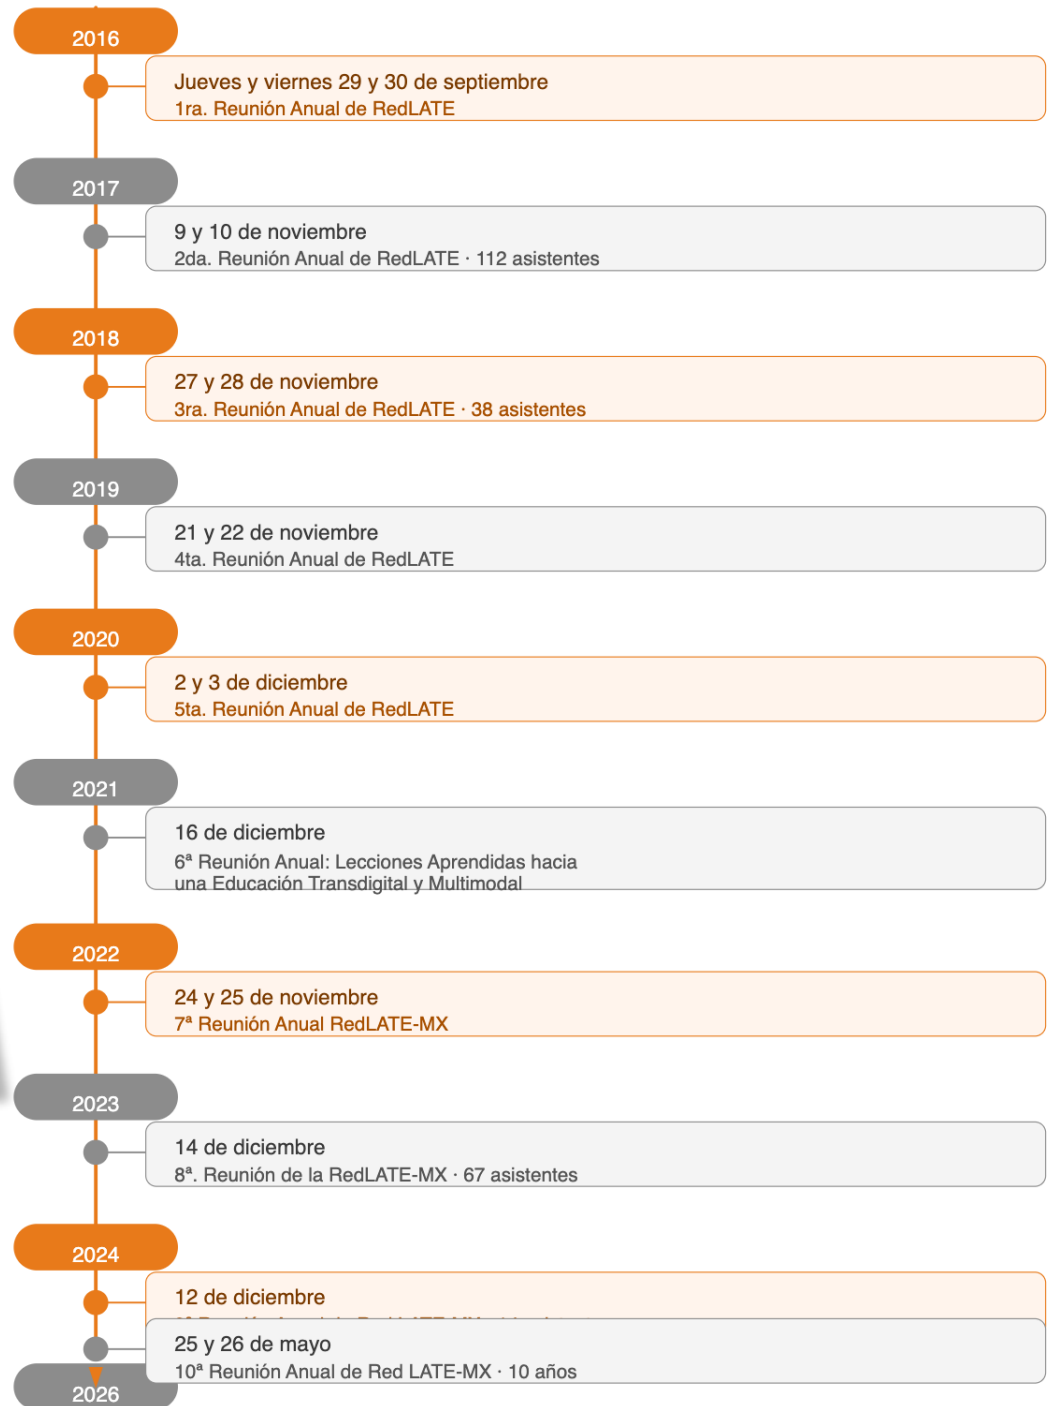 2016
Jueves y viernes 29 y 30 de septiembre
1ra. Reunión Anual de RedLATE
2017
9 y 10 de noviembre
2da. Reunión Anual de RedLATE · 112 asistentes
2018
27 y 28 de noviembre
3ra. Reunión Anual de RedLATE · 38 asistentes
2019
21 y 22 de noviembre
4ta. Reunión Anual de RedLATE
2020
2 y 3 de diciembre
5ta. Reunión Anual de RedLATE
2021
16 de diciembre
6ª Reunión Anual: Lecciones Aprendidas hacia
una Educación Transdigital y Multimodal
2022
24 y 25 de noviembre
7ª Reunión Anual RedLATE-MX
2023
14 de diciembre
8ª. Reunión de la RedLATE-MX · 67 asistentes
2024
12 de diciembre
25 y 26 de mayo
10ª Reunión Anual de Red LATE-MX · 10 años
2026